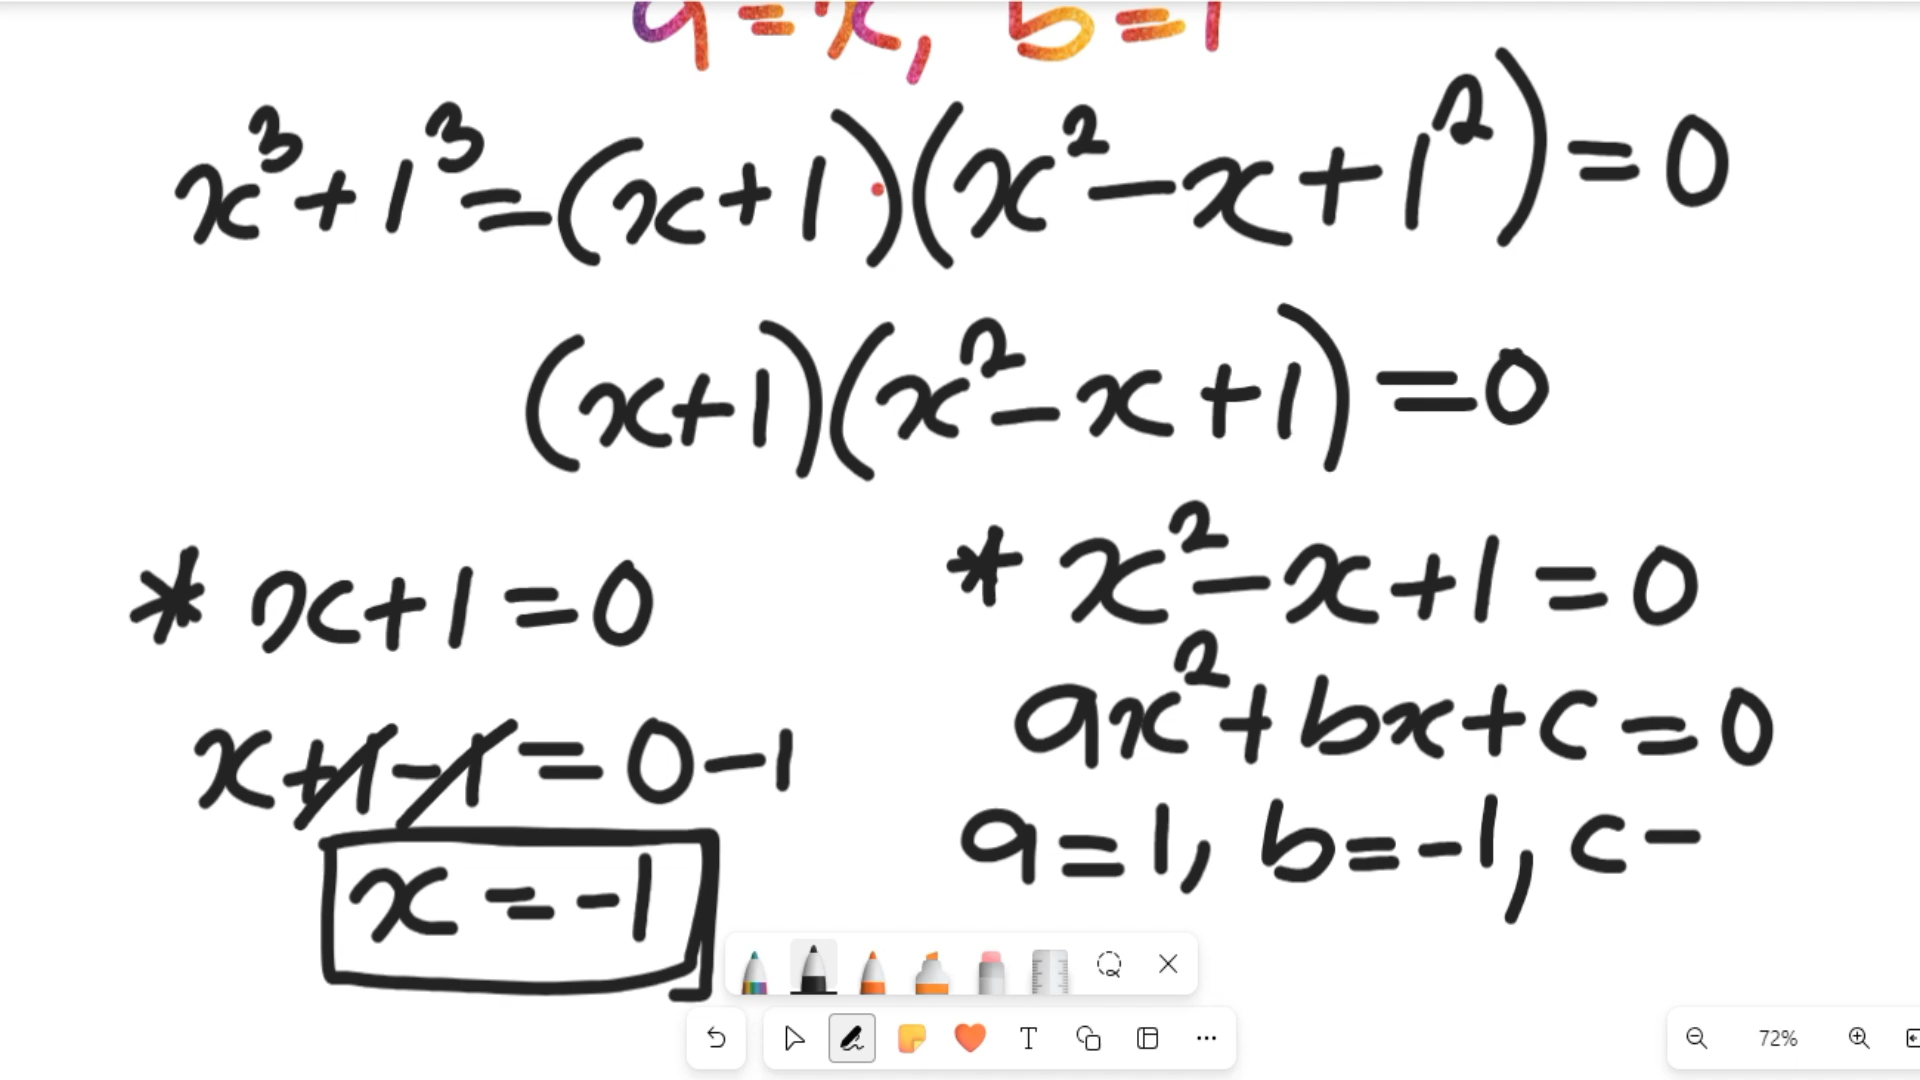 a=x, b=1
x³+1³=(x+1)(x²-x+1²)=0
(x+1)(x²-x+1)=0
* x+1=0
x+1-1=0-1
x=-1
* x²-x+1=0
ax²+bx+c=0
a=1, b=-1, c-
T
72%